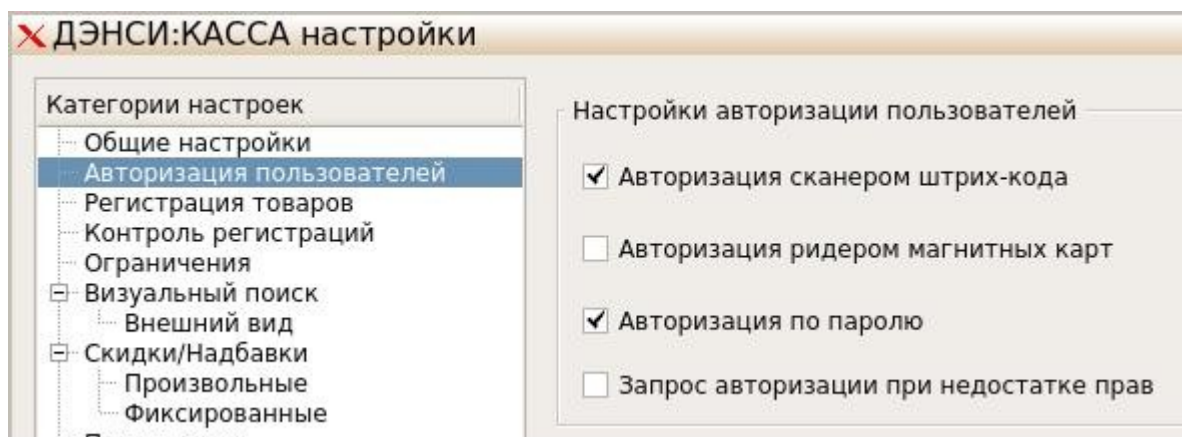 ДЭНСИ:КАССА настройки
Категории настроек
Общие настройки
Авторизация пользователей
Регистрация товаров
Контроль регистраций
Ограничения
Визуальный поиск
Внешний вид
Скидки/Надбавки
Произвольные
Фиксированные
Настройки авторизации пользователей
Авторизация сканером штрих-кода
Авторизация ридером магнитных карт
Авторизация по паролю
Запрос авторизации при недостатке прав